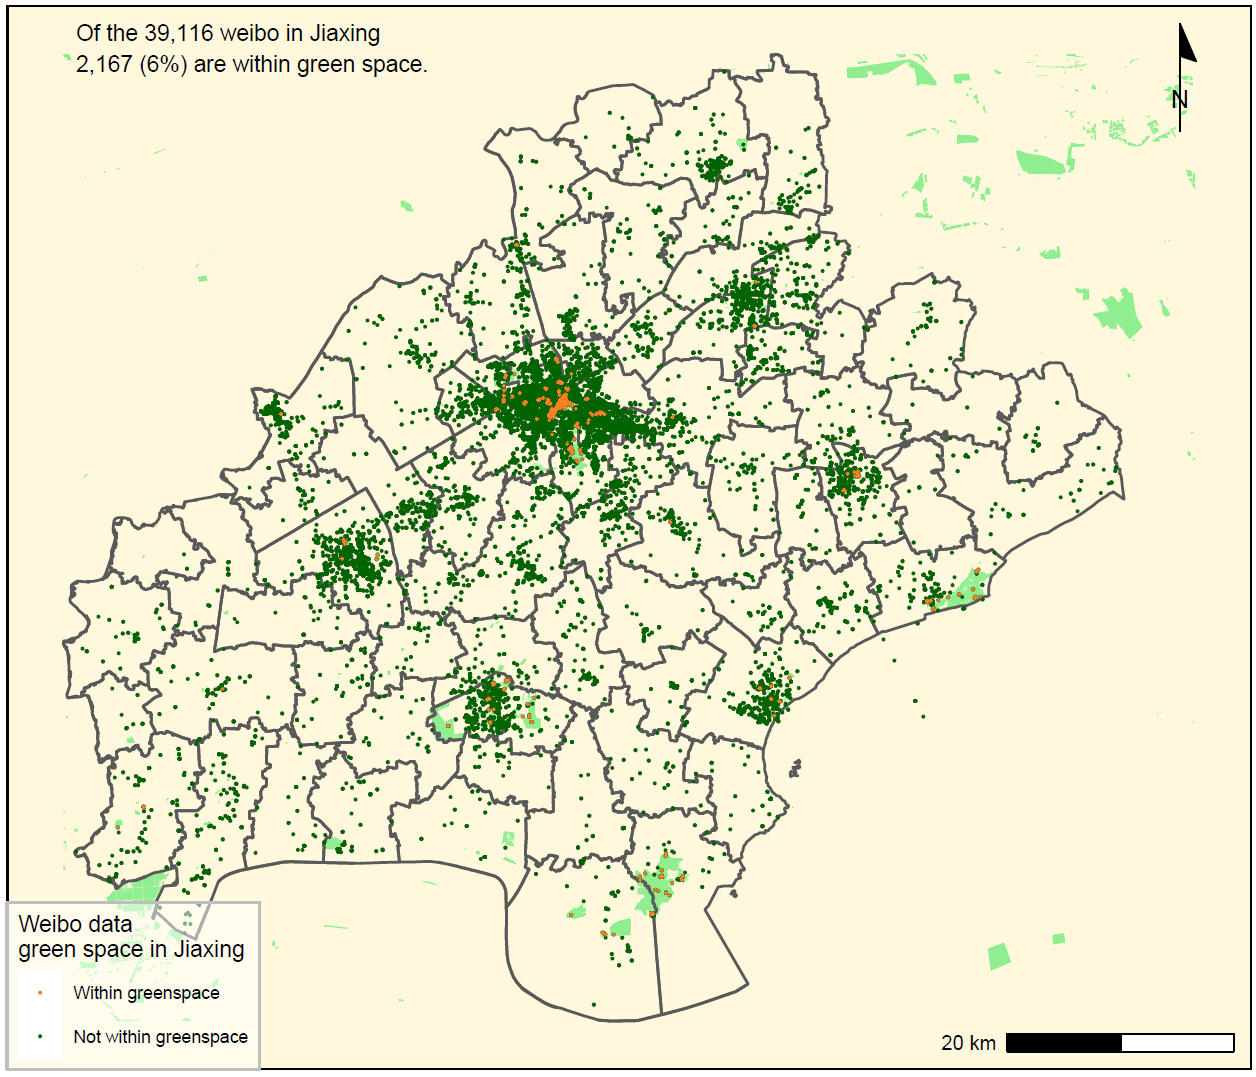 Of the 39,116 weibo in Jiaxing
2,167 (6%) are within green space.
N
Weibo data
green space in Jiaxing
Within greenspace
Not within greenspace
20 km